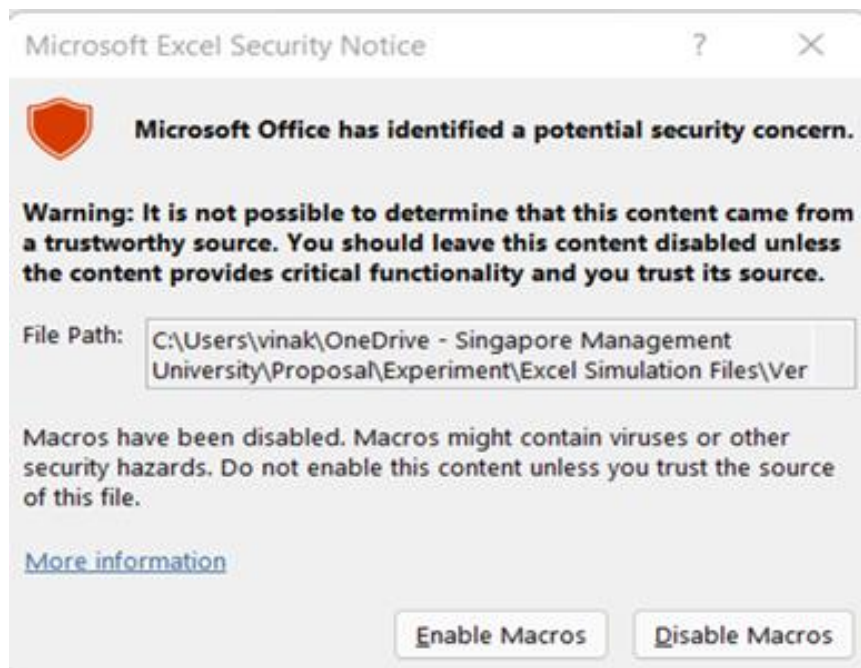 Microsoft Excel Security Notice ? ×
Microsoft Office has identified a potential security concern.
Warning: It is not possible to determine that this content came from
a trustworthy source. You should leave this content disabled unless
the content provides critical functionality and you trust its source.
File Path: C:\Users\vinak\OneDrive - Singapore Management
University\Proposal\Experiment\Excel Simulation Files\Ver
Macros have been disabled. Macros might contain viruses or other
security hazards. Do not enable this content unless you trust the source
of this file.
More information
Enable Macros Disable Macros